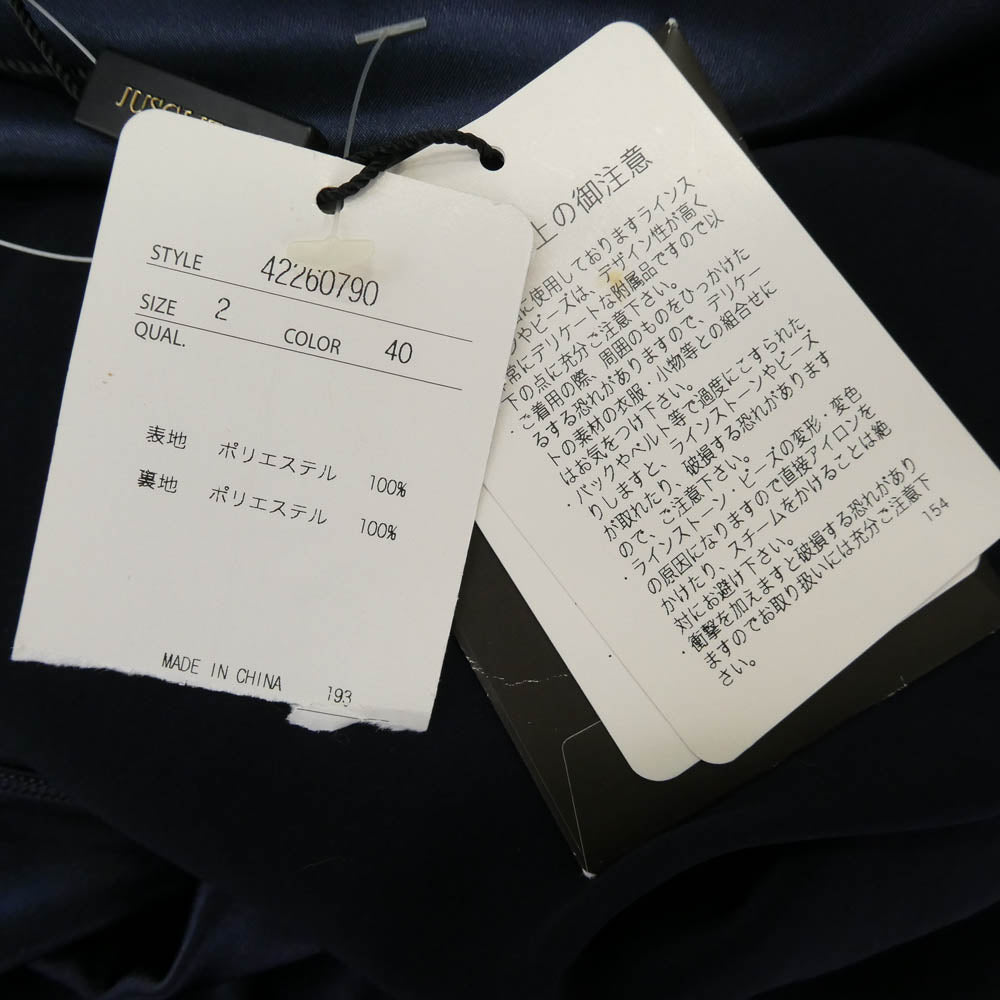 STYLE 42260790
SIZE 2 COLOR 40
QUAL.
表地 ポリエステル 100%
裏地 ポリエステル 100%
MADE IN CHINA 193
上の御注意
に使用しておりますラインス
やビーズは、デザイン性が高く
常にデリケートな附属品ですので以
下の点に充分ご注意下さい。
・ご着用の際、周囲のものをひっかけた
るする恐れがありますので、デリケー
トの素材の衣服・小物等との組合せに
はお気をつけ下さい。
・バックやベルト等で過度にこすられた
りしますと、ラインストーンやビーズ
が取れたり、破損する恐れがあります
ので、ご注意下さい。
・ラインストーン・ビーズの変形・変色
の原因になりますので直接アイロンを
かけたり、スチームをかけることは絶
対にお避け下さい。
・衝撃を加えますと破損する恐れがあり
ますのでお取り扱いには充分ご注意下
さい。
154